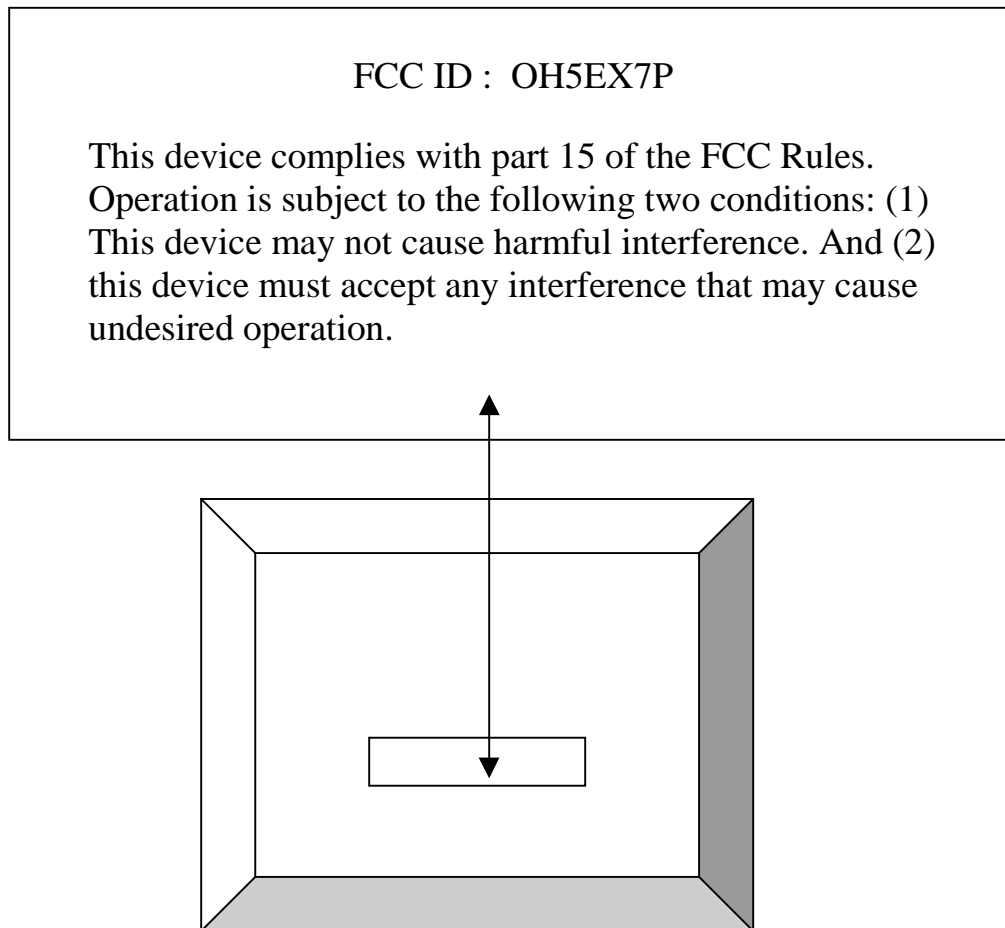 FCC ID :  OH5EX7P
This device complies with part 15 of the FCC Rules.
Operation is subject to the following two conditions: (1)
This device may not cause harmful interference. And (2)
this device must accept any interference that may cause
undesired operation.